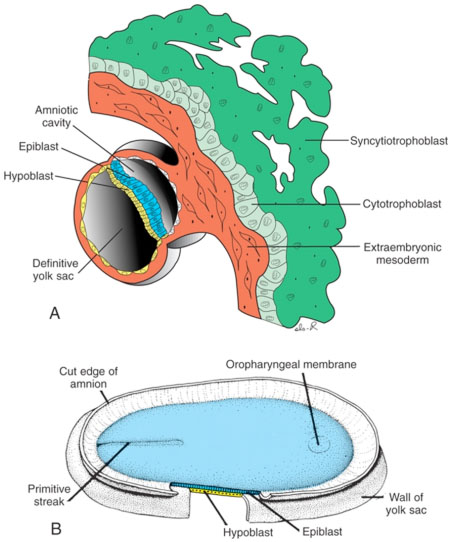 Amniotic
cavity
Epiblast
Hypoblast
Syncytiotrophoblast
Cytotrophoblast
Extraembryonic
mesoderm
Definitive
yolk sac
A
Cut edge of
amnion
Oropharyngeal membrane
Primitive
streak
Wall of
yolk sac
B
Hypoblast
Epiblast